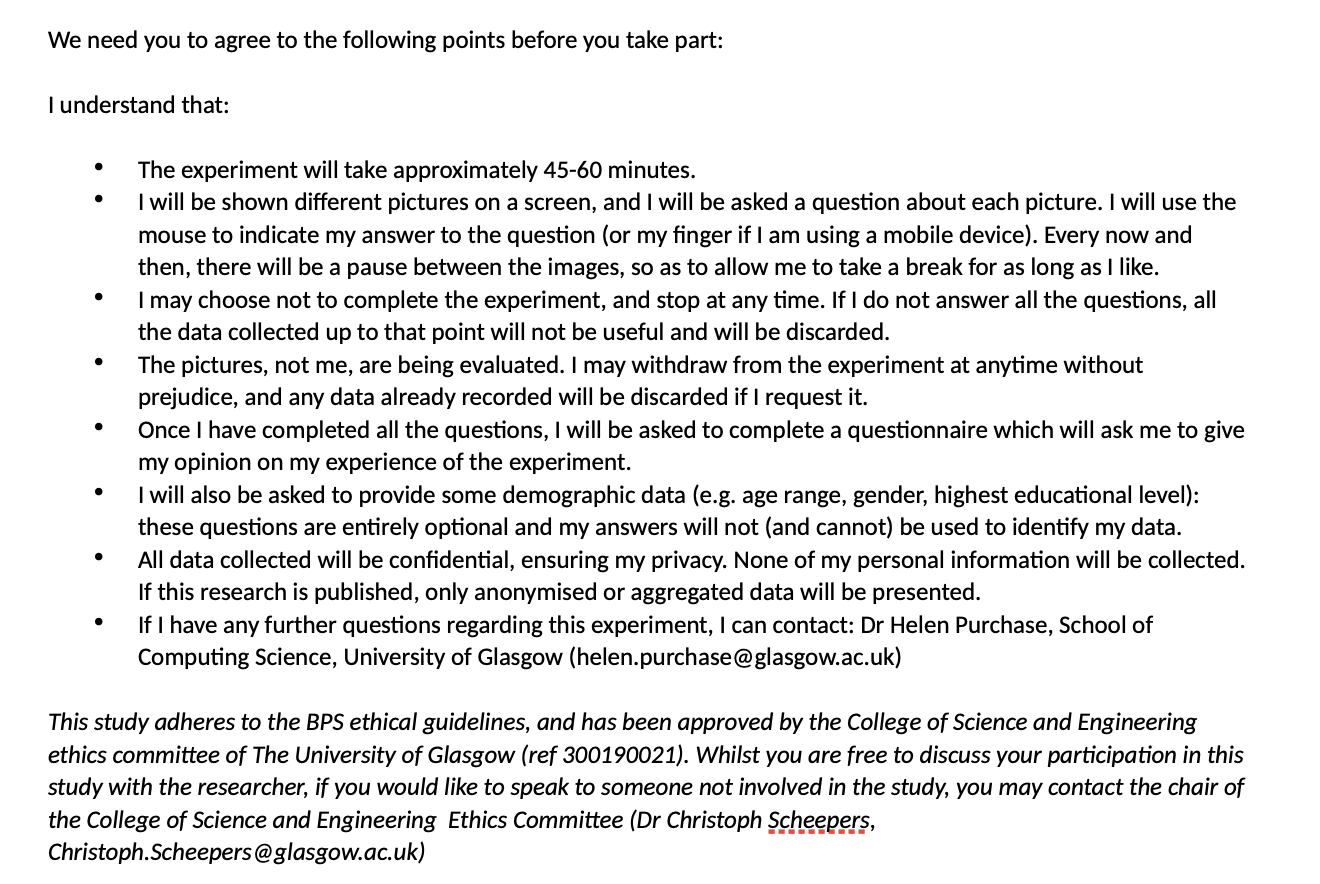 We need you to agree to the following points before you take part:
I understand that:
• The experiment will take approximately 45-60 minutes.
• I will be shown different pictures on a screen, and I will be asked a question about each picture. I will use the
mouse to indicate my answer to the question (or my finger if I am using a mobile device). Every now and
then, there will be a pause between the images, so as to allow me to take a break for as long as I like.
• I may choose not to complete the experiment, and stop at any time. If I do not answer all the questions, all
the data collected up to that point will not be useful and will be discarded.
• The pictures, not me, are being evaluated. I may withdraw from the experiment at anytime without
prejudice, and any data already recorded will be discarded if I request it.
• Once I have completed all the questions, I will be asked to complete a questionnaire which will ask me to give
my opinion on my experience of the experiment.
• I will also be asked to provide some demographic data (e.g. age range, gender, highest educational level):
these questions are entirely optional and my answers will not (and cannot) be used to identify my data.
• All data collected will be confidential, ensuring my privacy. None of my personal information will be collected.
If this research is published, only anonymised or aggregated data will be presented.
• If I have any further questions regarding this experiment, I can contact: Dr Helen Purchase, School of
Computing Science, University of Glasgow (helen.purchase@glasgow.ac.uk)
This study adheres to the BPS ethical guidelines, and has been approved by the College of Science and Engineering
ethics committee of The University of Glasgow (ref 300190021). Whilst you are free to discuss your participation in this
study with the researcher, if you would like to speak to someone not involved in the study, you may contact the chair of
the College of Science and Engineering  Ethics Committee (Dr Christoph Scheepers,
Christoph.Scheepers@glasgow.ac.uk)